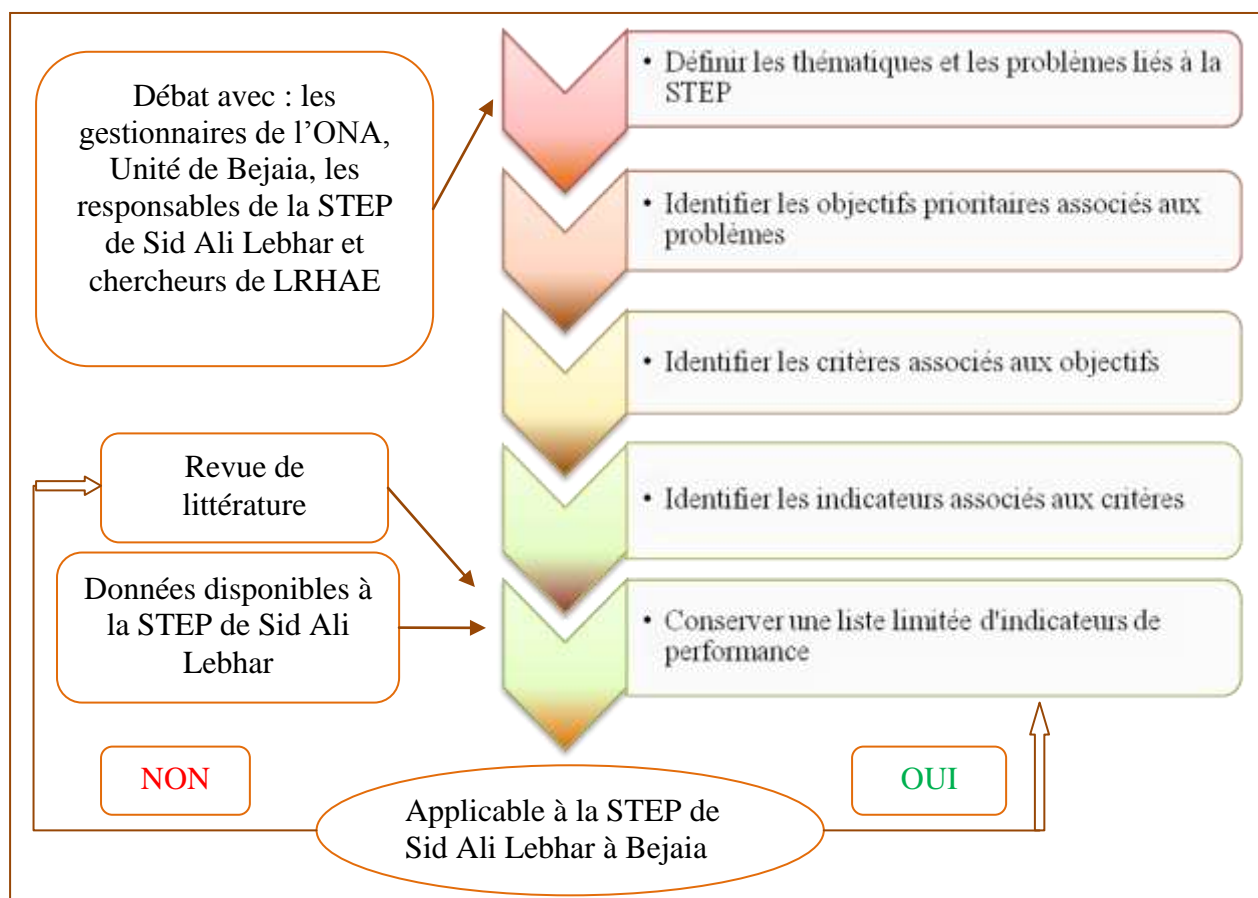 Débat avec : les
gestionnaires de l’ONA,
Unité de Bejaia, les
responsables de la STEP
de Sid Ali Lebhar et
chercheurs de LRHAE
• Définir les thématiques et les problèmes liés à la
STEP
• Identifier les objectifs prioritaires associés aux
problèmes
• Identifier les critères associés aux objectifs
Revue de
littérature
• Identifier les indicateurs associés aux critères
Données disponibles à
la STEP de Sid Ali
Lebhar
• Conserver une liste limitée d'indicateurs de
performance
NON
OUI
Applicable à la STEP de
Sid Ali Lebhar à Bejaia